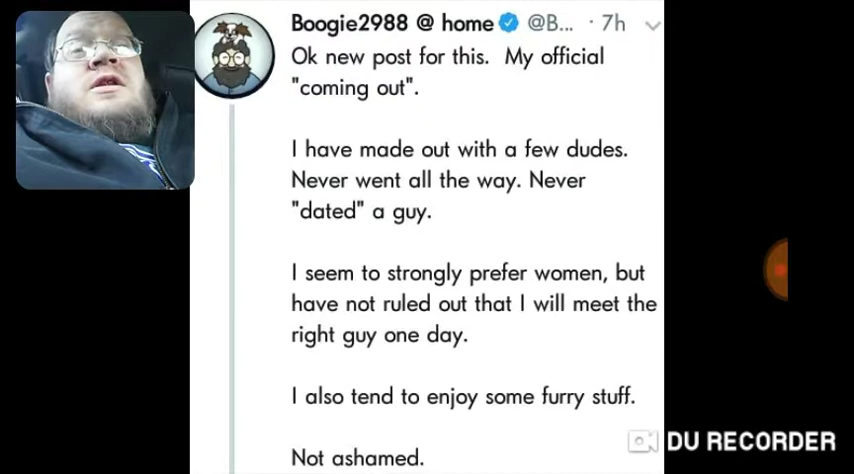 Boogie2988 @ home @B... · 7h
Ok new post for this. My official
"coming out".
I have made out with a few dudes.
Never went all the way. Never
"dated" a guy.
I seem to strongly prefer women, but
have not ruled out that I will meet the
right guy one day.
I also tend to enjoy some furry stuff.
Not ashamed.
DU RECORDER